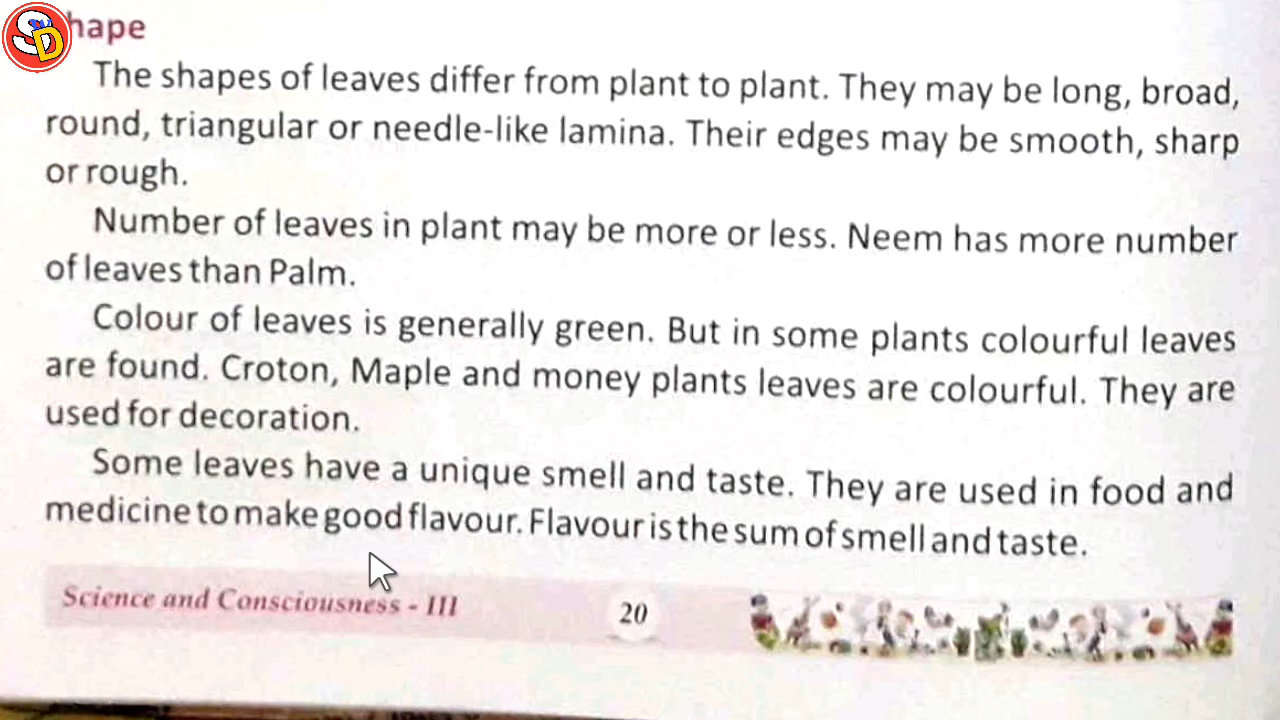 SD
hape
The shapes of leaves differ from plant to plant. They may be long, broad,
round, triangular or needle-like lamina. Their edges may be smooth, sharp
or rough.
Number of leaves in plant may be more or less. Neem has more number
of leaves than Palm.
Colour of leaves is generally green. But in some plants colourful leaves
are found. Croton, Maple and money plants leaves are colourful. They are
used for decoration.
Some leaves have a unique smell and taste. They are used in food and
medicine to make good flavour. Flavour is the sum of smell and taste.
Science and Consciousness - III
20